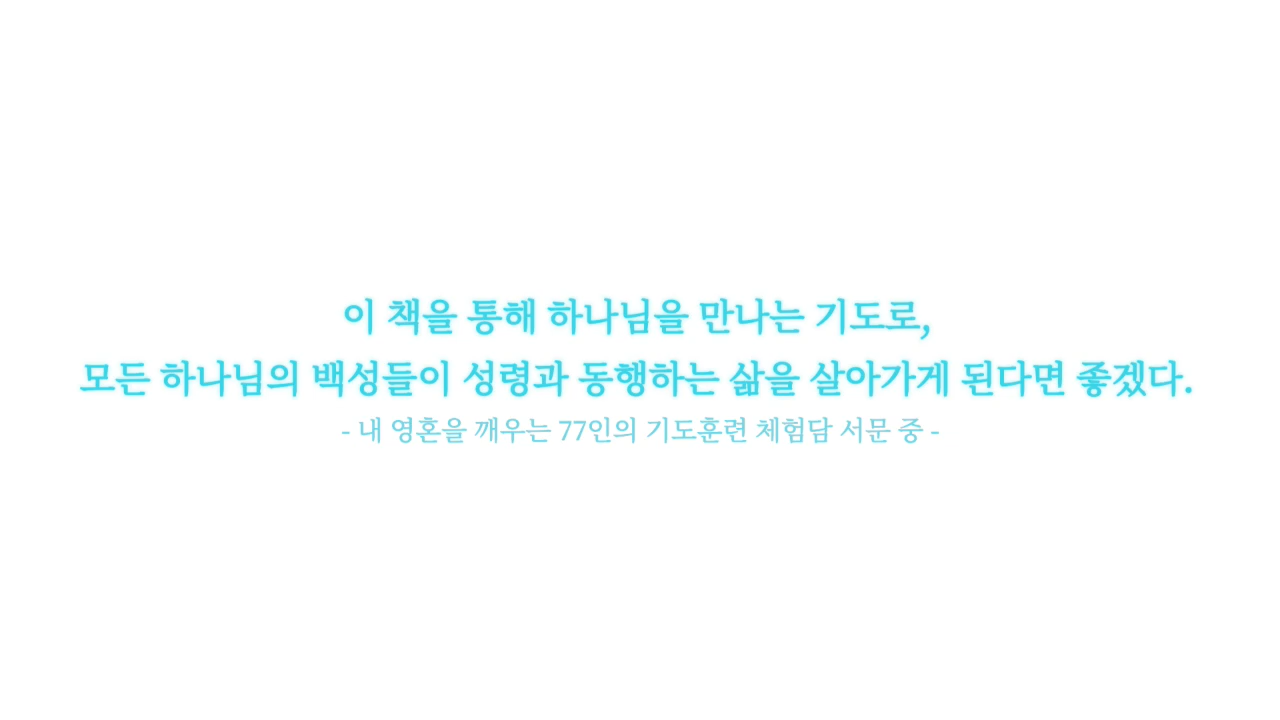 이 책을 통해 하나님을 만나는 기도로,
모든 하나님의 백성들이 성령과 동행하는 삶을 살아가게 된다면 좋겠다.
- 내 영혼을 깨우는 77인의 기도훈련 체험담 서문 중 -